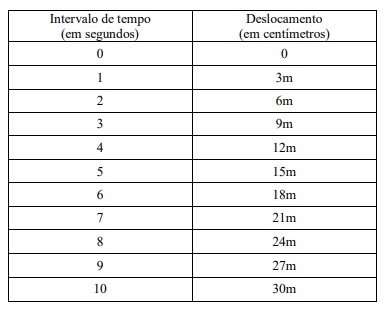 Intervalo de tempo Deslocamento
(em segundos) (em centímetros)
0 0
1 3m
2 6m
3 9m
4 12m
5 15m
6 18m
7 21m
8 24m
9 27m
10 30m